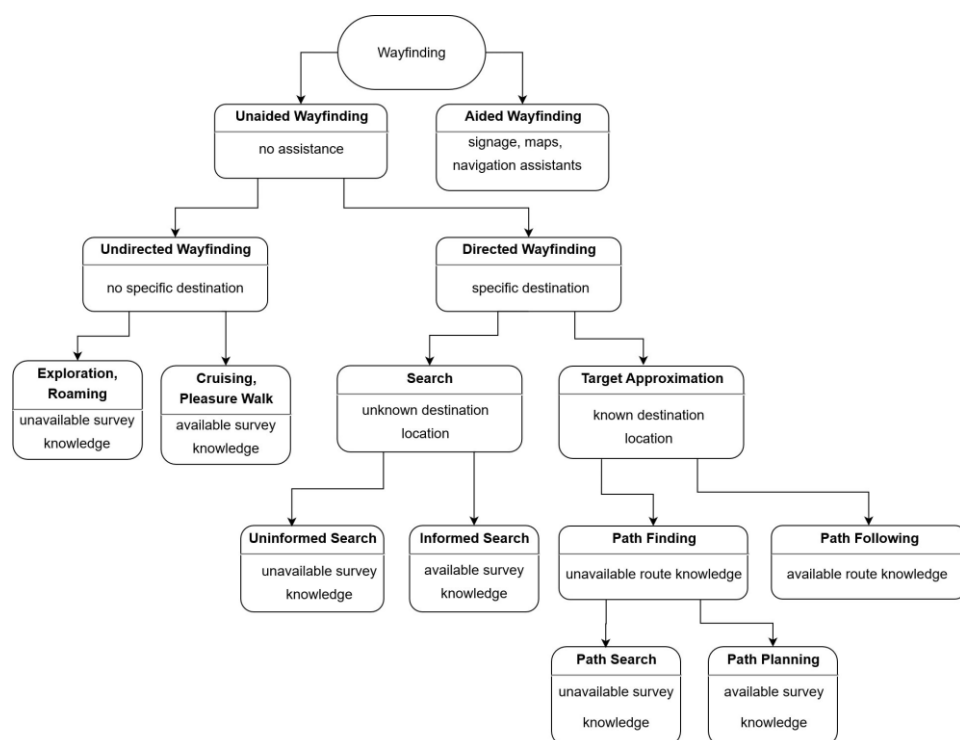 Wayfinding
Unaided Wayfinding
no assistance
Aided Wayfinding
signage, maps,
navigation assistants
Undirected Wayfinding
no specific destination
Directed Wayfinding
specific destination
Exploration,
Roaming
unavailable survey
knowledge
Cruising,
Pleasure Walk
available survey
knowledge
Search
unknown destination
location
Target Approximation
known destination
location
Uninformed Search
unavailable survey
knowledge
Informed Search
available survey
knowledge
Path Finding
unavailable route knowledge
Path Following
available route knowledge
Path Search
unavailable survey
knowledge
Path Planning
available survey
knowledge